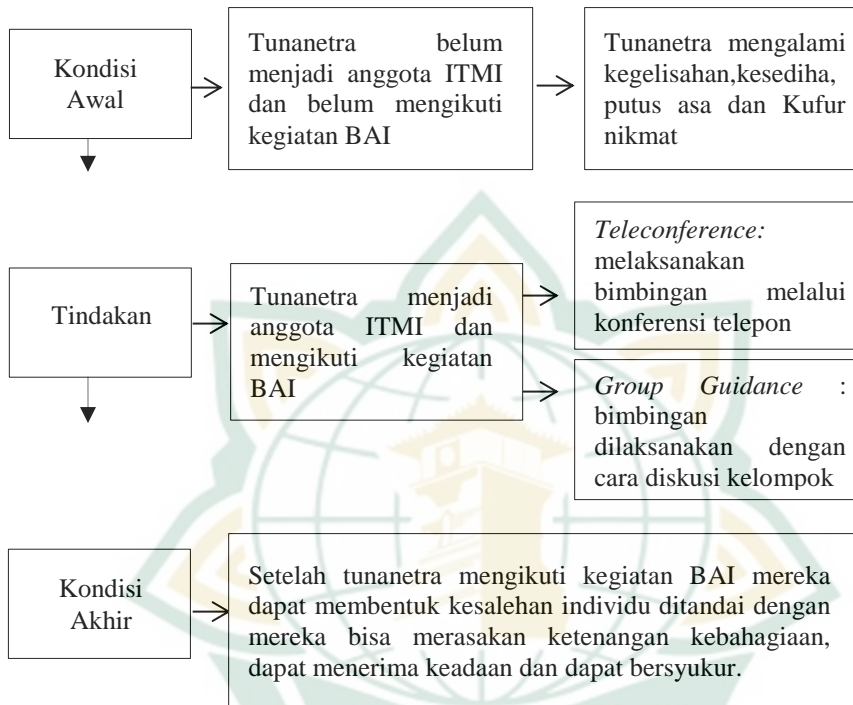 Kondisi
Awal
Tunanetra belum
menjadi anggota ITMI
dan belum mengikuti
kegiatan BAI
Tunanetra mengalami
kegelisahan,kesediha,
putus asa dan Kufur
nikmat
Tindakan
Tunanetra menjadi
anggota ITMI dan
mengikuti kegiatan
BAI
Teleconference:
melaksanakan
bimbingan melalui
konferensi telepon
Group Guidance :
bimbingan
dilaksanakan dengan
cara diskusi kelompok
Kondisi
Akhir
Setelah tunanetra mengikuti kegiatan BAI mereka
dapat membentuk kesalehan individu ditandai dengan
mereka bisa merasakan ketenangan kebahagiaan,
dapat menerima keadaan dan dapat bersyukur.